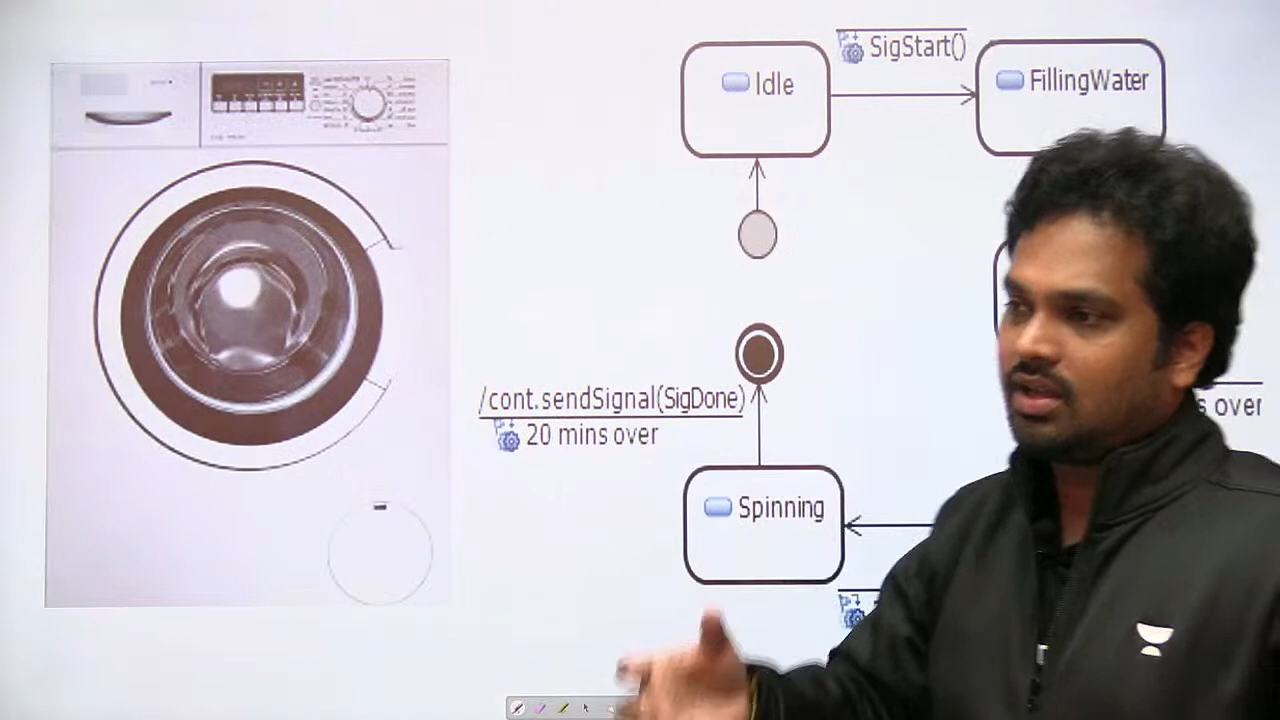 SigStart()
Idle
FillingWater
/cont.sendSignal(SigDone)
20 mins over
over
Spinning